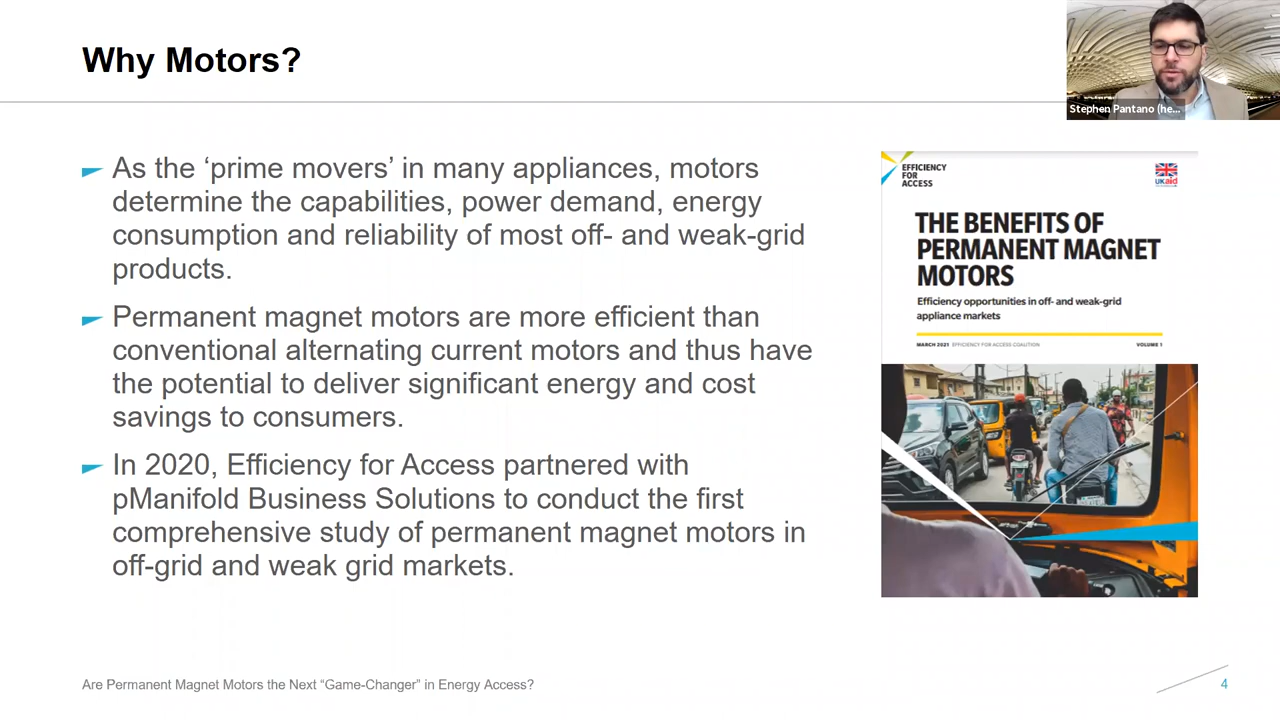 Why Motors?
Stephen Pantano (he...
As the ‘prime movers’ in many appliances, motors
determine the capabilities, power demand, energy
consumption and reliability of most off- and weak-grid
products.
Permanent magnet motors are more efficient than
conventional alternating current motors and thus have
the potential to deliver significant energy and cost
savings to consumers.
In 2020, Efficiency for Access partnered with
pManifold Business Solutions to conduct the first
comprehensive study of permanent magnet motors in
off-grid and weak grid markets.
EFFICIENCY
FOR
ACCESS
UKaid
THE BENEFITS OF
PERMANENT MAGNET
MOTORS
Efficiency opportunities in off- and weak-grid
appliance markets
MARCH 2021 EFFICIENCY FOR ACCESS COALITION VOLUME 1
Are Permanent Magnet Motors the Next “Game-Changer” in Energy Access?
4